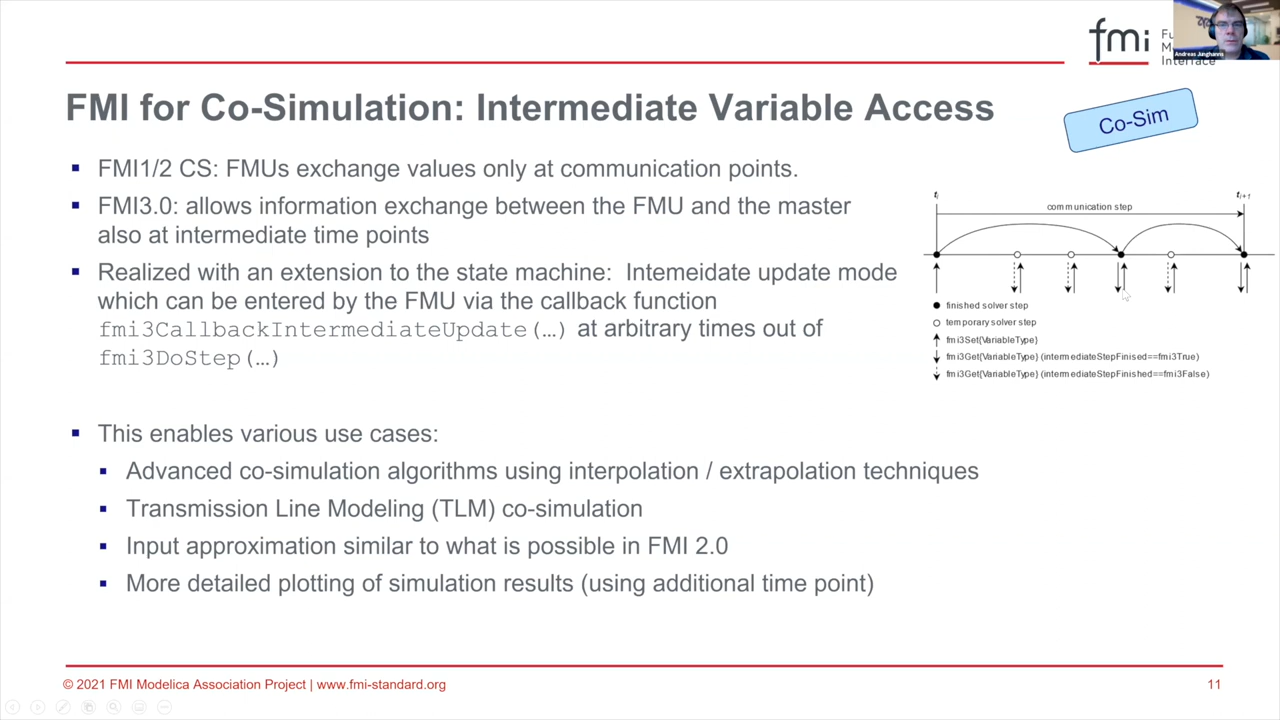 fmi
Fu
M
Interface
Andreas Junghanns
FMI for Co-Simulation: Intermediate Variable Access
Co-Sim
▪ FMI1/2 CS: FMUs exchange values only at communication points.
▪ FMI3.0: allows information exchange between the FMU and the master
also at intermediate time points
▪ Realized with an extension to the state machine: Intemeidate update mode
which can be entered by the FMU via the callback function
fmi3CallbackIntermediateUpdate(…) at arbitrary times out of
fmi3DoStep(…)
ti
ti+1
communication step
finished solver step
temporary solver step
fmi3Set{VariableType}
fmi3Get{VariableType} (intermediateStepFinised==fmi3True)
fmi3Get{VariableType} (intermediateStepFinished==fmi3False)
▪ This enables various use cases:
▪ Advanced co-simulation algorithms using interpolation / extrapolation techniques
▪ Transmission Line Modeling (TLM) co-simulation
▪ Input approximation similar to what is possible in FMI 2.0
▪ More detailed plotting of simulation results (using additional time point)
© 2021 FMI Modelica Association Project | www.fmi-standard.org
11